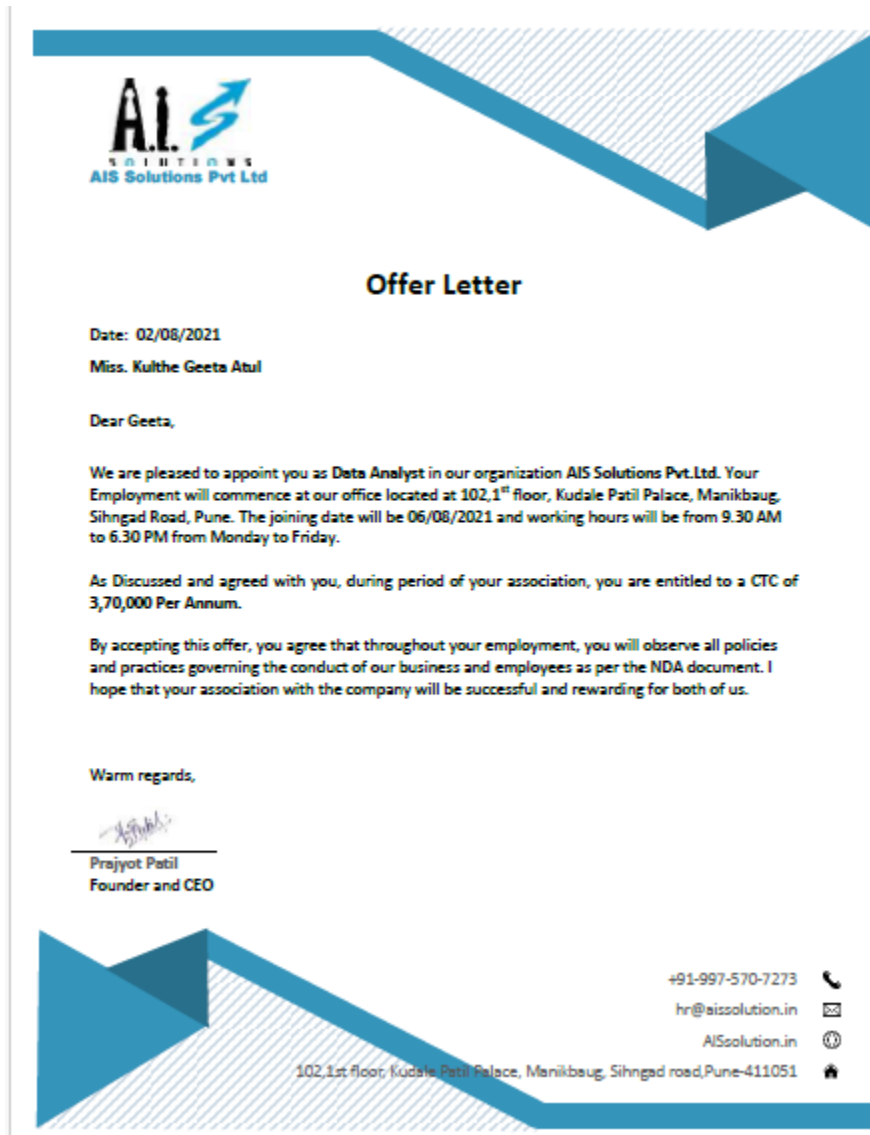 A.I.S
SOLUTIONS
AIS Solutions Pvt Ltd
Offer Letter
Date: 02/08/2021
Miss. Kulthe Geeta Atul
Dear Geeta,
We are pleased to appoint you as Data Analyst in our organization AIS Solutions Pvt.Ltd. Your
Employment will commence at our office located at 102,1st floor, Kudale Patil Palace, Manikbaug,
Sihngad Road, Pune. The joining date will be 06/08/2021 and working hours will be from 9.30 AM
to 6.30 PM from Monday to Friday.
As Discussed and agreed with you, during period of your association, you are entitled to a CTC of
3,70,000 Per Annum.
By accepting this offer, you agree that throughout your employment, you will observe all policies
and practices governing the conduct of our business and employees as per the NDA document. I
hope that your association with the company will be successful and rewarding for both of us.
Warm regards,
Prajyot Patil
Founder and CEO
+91-997-570-7273
hr@aissolution.in
AISsolution.in
102,1st floor, Kudale Patil Palace, Manikbaug, Sihngad road,Pune-411051